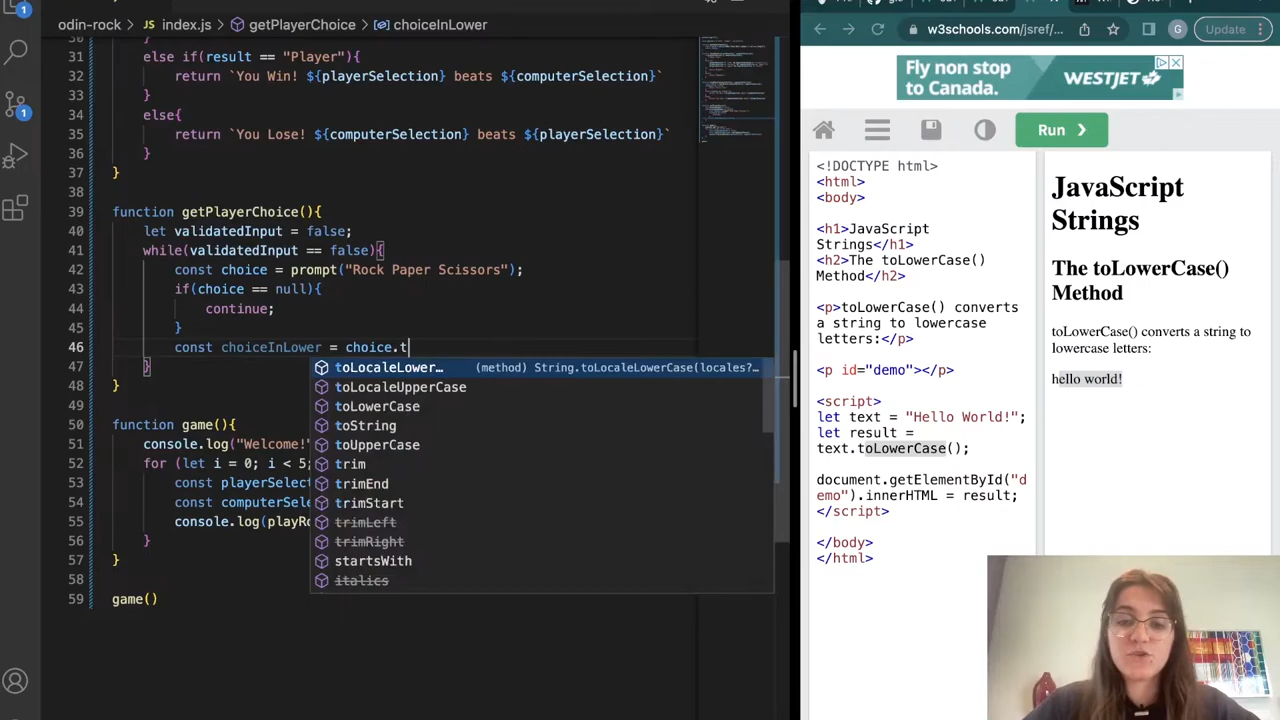 1
odin-rock > JS index.js > getPlayerChoice > choiceInLower
31 else if( result == "Player"){
32 return `You Win! ${playerSelection} beats ${computerSelection}`
33 }
34 else{
35 return `You Lose! ${computerSelection} beats ${playerSelection}`
36 }
37 }
38
39 function getPlayerChoice(){
40 let validatedInput = false;
41 while(validatedInput == false){
42 const choice = prompt("Rock Paper Scissors");
43 if(choice == null){
44 continue;
45 }
46 const choiceInLower = choice.t
47 }
48 }
49
50 function game(){
51 console.log("Welcome!"
52 for (let i = 0; i < 5;
53 const playerSelect
54 const computerSele
55 console.log(playRo
56 }
57 }
58
59 game()
toLocaleLower… (method) String.toLocaleLowerCase(locales?…
toLocaleUpperCase
toLowerCase
toString
toUpperCase
trim
trimEnd
trimStart
trimLeft
trimRight
startsWith
italics
w3schools.com/jsref/...
G
Update
Fly non stop
to Canada.
WESTJET
Run ❯
<!DOCTYPE html>
<html>
<body>
<h1>JavaScript
Strings</h1>
<h2>The toLowerCase()
Method</h2>
<p>toLowerCase() converts
a string to lowercase
letters:</p>
<p id="demo"></p>
<script>
let text = "Hello World!";
let result =
text.toLowerCase();
document.getElementById("d
emo").innerHTML = result;
</script>
</body>
</html>
JavaScript
Strings
The toLowerCase()
Method
toLowerCase() converts a string to
lowercase letters:
hello world!